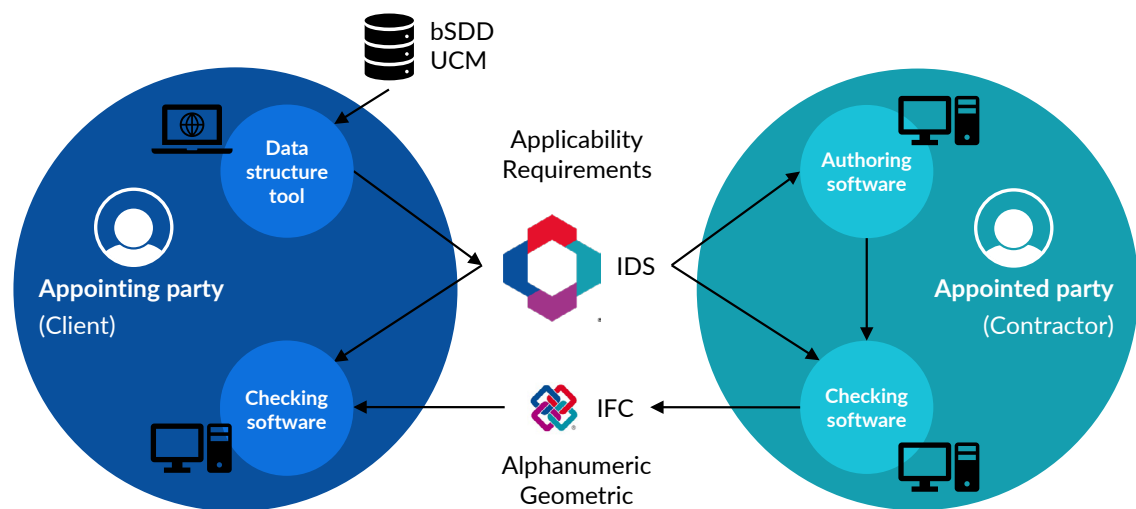 bSDD
UCM
Data
structure
tool
Applicability
Requirements
Authoring
software
IDS
Appointing party
(Client)
Appointed party
(Contractor)
Checking
software
IFC
Checking
software
Alphanumeric
Geometric